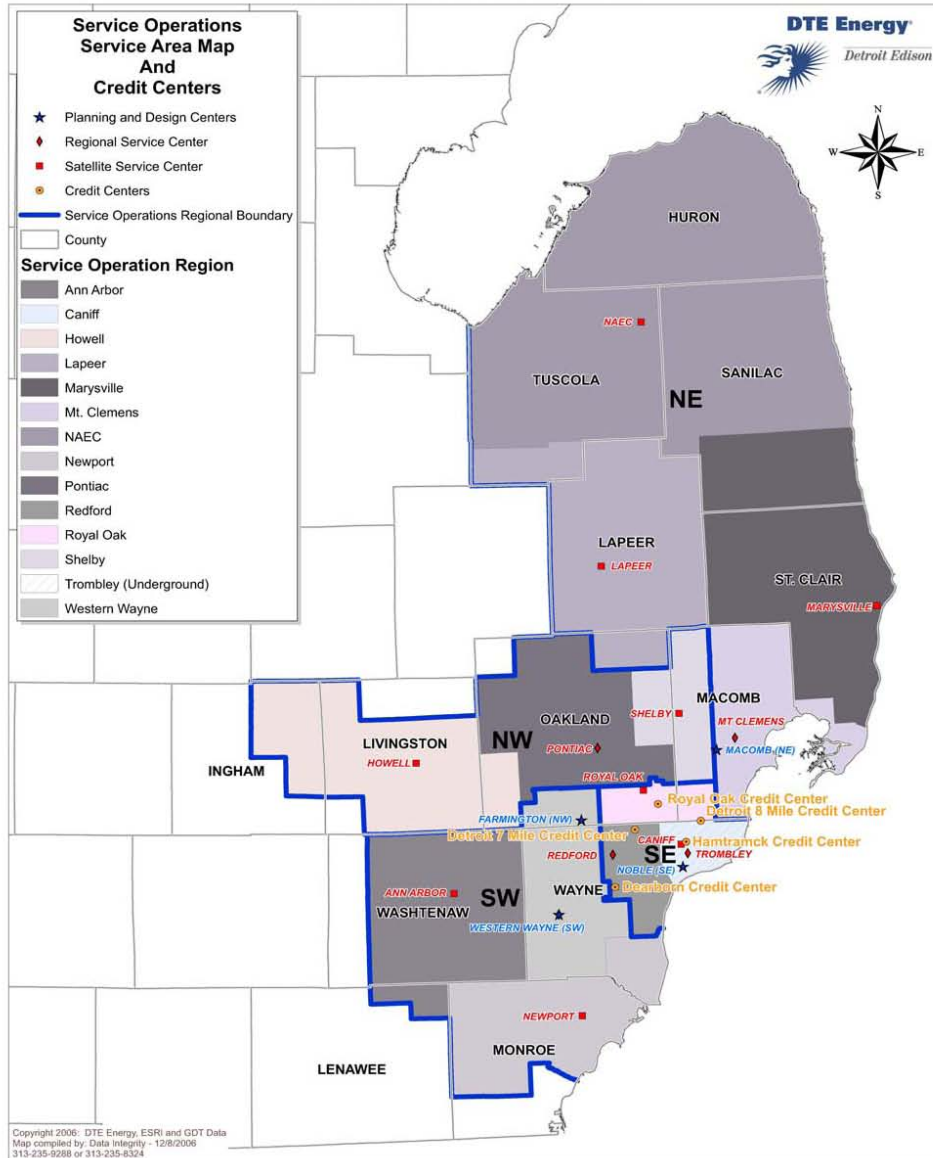 Service Operations
Service Area Map
And
Credit Centers
Planning and Design Centers
Regional Service Center
Satellite Service Center
Credit Centers
Service Operations Regional Boundary
County
Service Operation Region
Ann Arbor
Caniff
Howell
Lapeer
Marysville
Mt. Clemens
NAEC
Newport
Pontiac
Redford
Royal Oak
Shelby
Trombley (Underground)
Western Wayne
DTE Energy®
Detroit Edison
N
W
E
S
HURON
NAEC
TUSCOLA
SANILAC
NE
LAPEER
LAPEER
ST. CLAIR
MARYSVILLE
MACOMB
OAKLAND
SHELBY
MT CLEMENS
NW
PONTIAC
MACOMB (NE)
LIVINGSTON
HOWELL
INGHAM
ROYAL OAK
Royal Oak Credit Center
Detroit 8 Mile Credit Center
FARMINGTON (NW)
Detroit 7 Mile Credit Center
CANIFF
Hamtramck Credit Center
REDFORD
SE
TROMBLEY
NOBLE (SE)
Dearborn Credit Center
WAYNE
ANN ARBOR
SW
WASHTENAW
WESTERN WAYNE (SW)
NEWPORT
MONROE
LENAWEE
Copyright 2006: DTE Energy, ESRI and GDT Data
Map compiled by: Data Integrity - 12/8/2006
313-235-9288 or 313-235-8324